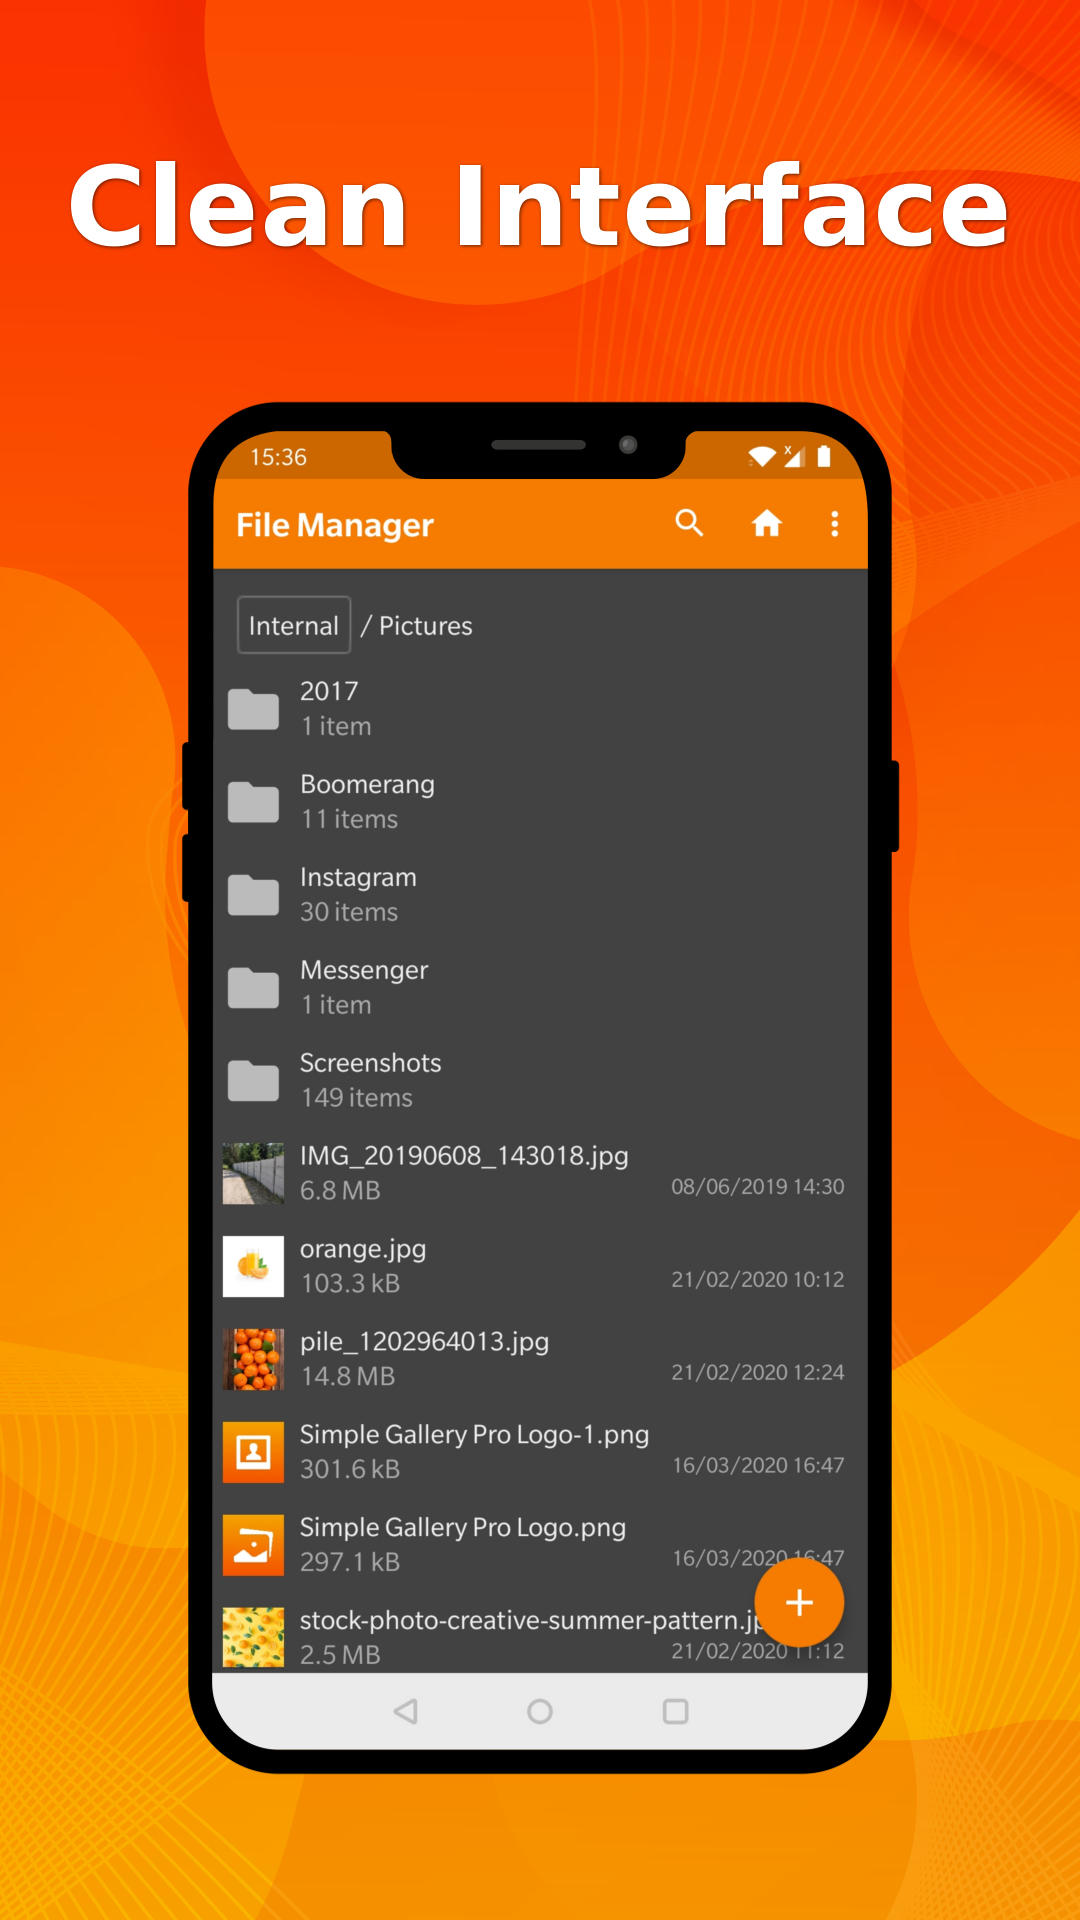 Clean Interface
15:36
File Manager
Internal / Pictures
2017
1 item
Boomerang
11 items
Instagram
30 items
Messenger
1 item
Screenshots
149 items
IMG_20190608_143018.jpg
6.8 MB 08/06/2019 14:30
orange.jpg
103.3 kB 21/02/2020 10:12
pile_1202964013.jpg
14.8 MB 21/02/2020 12:24
Simple Gallery Pro Logo-1.png
301.6 kB 16/03/2020 16:47
Simple Gallery Pro Logo.png
297.1 kB 16/03/2020 16:47
stock-photo-creative-summer-pattern.jp
2.5 MB 21/02/2020 11:12